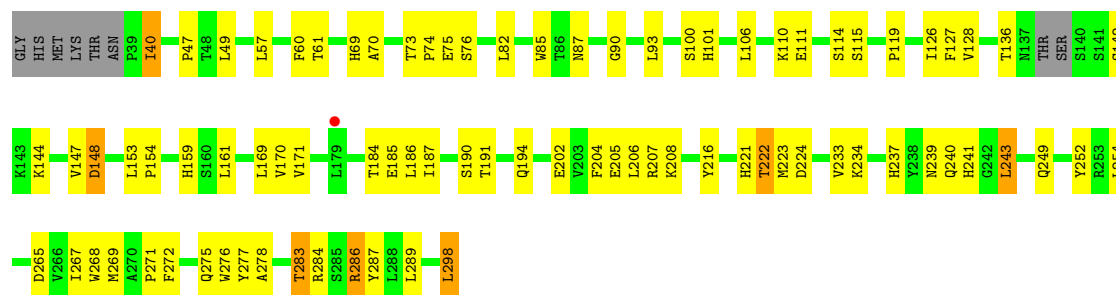 GLY HIS MET LYS THR ASN P39 I40 P47 T48 L49 L57 F60 T61 H69 A70 T73 P74 E75 S76 L82 W85 T86 N87 G90 L93 S100 H101 L106 K110 E111 S114 S115 P119 I126 F127 V128 T136 N137 THR SER S140 S141
K143 K144 V147 D148 L153 P154 H159 S160 L161 L169 V170 V171 L179 T184 E185 L186 I187 S190 T191 Q194 E202 V203 F204 E205 L206 R207 K208 Y216 H221 T222 M223 D224 V233 K234 H237 Y238 N239 Q240 H241 G242 L243 Q249 Y252 R253
D265 V266 I267 W268 M269 A270 P271 F272 Q275 W276 Y277 A278 T283 R284 S285 R286 Y287 L288 L289 L298